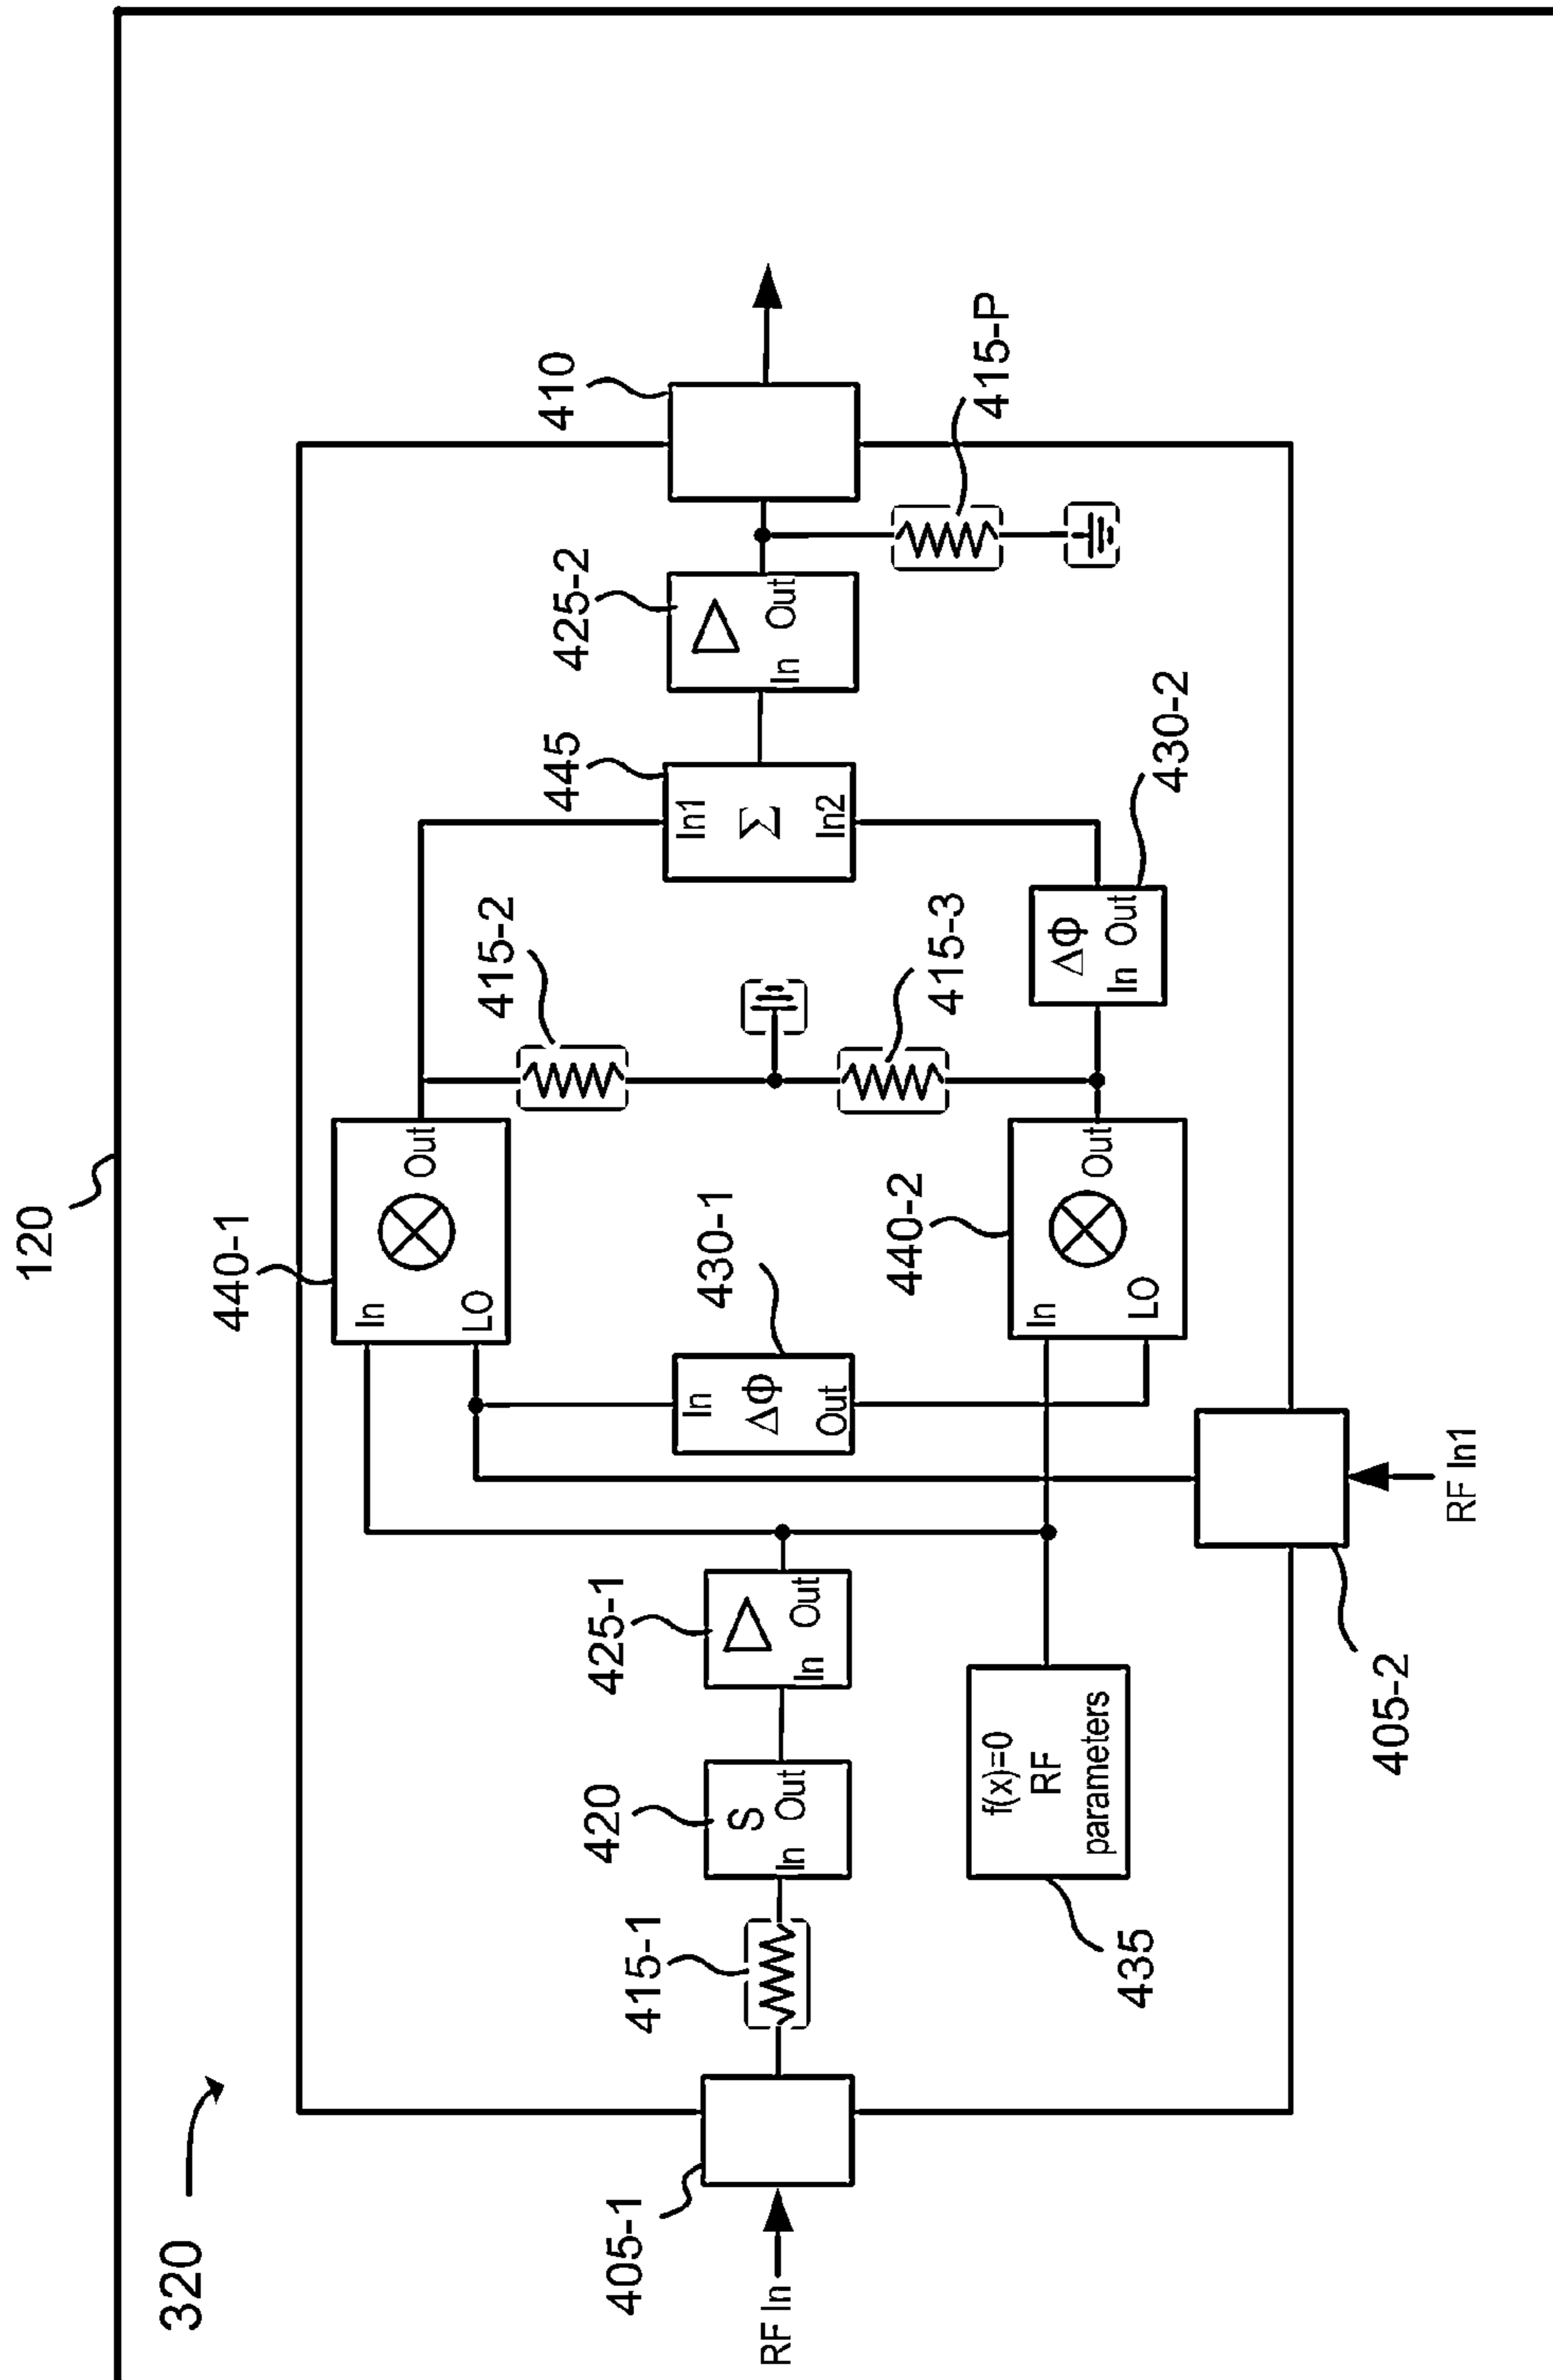 120
320
440-1
In
LO
Out
415-2
445
In1
Σ
In2
425-2
In
Out
410
415-P
RF In
405-1
415-1
420
S
In
Out
425-1
In
Out
430-1
In
ΔΦ
Out
415-3
435
f(x)=0
RF
parameters
440-2
In
LO
Out
430-2
ΔΦ
In
Out
405-2
RF In1